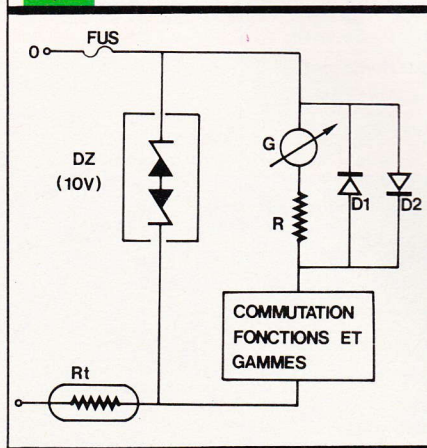 FUS
0
G
DZ
(10V)
D1
D2
R
COMMUTATION
FONCTIONS ET
GAMMES
Rt